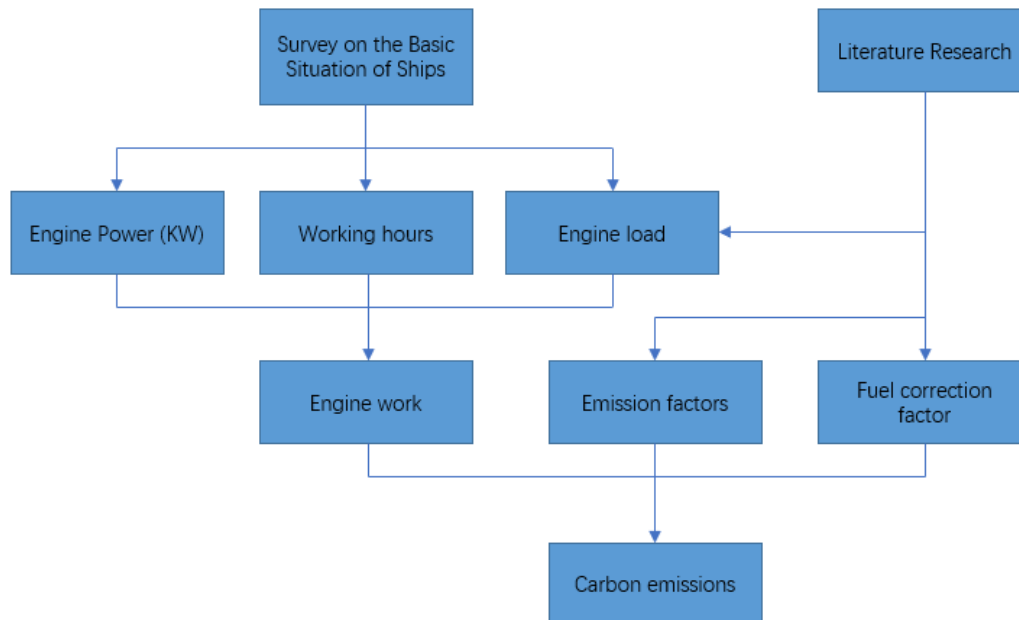 Survey on the Basic
Situation of Ships
Literature Research
Engine Power (KW)
Working hours
Engine load
Engine work
Emission factors
Fuel correction
factor
Carbon emissions